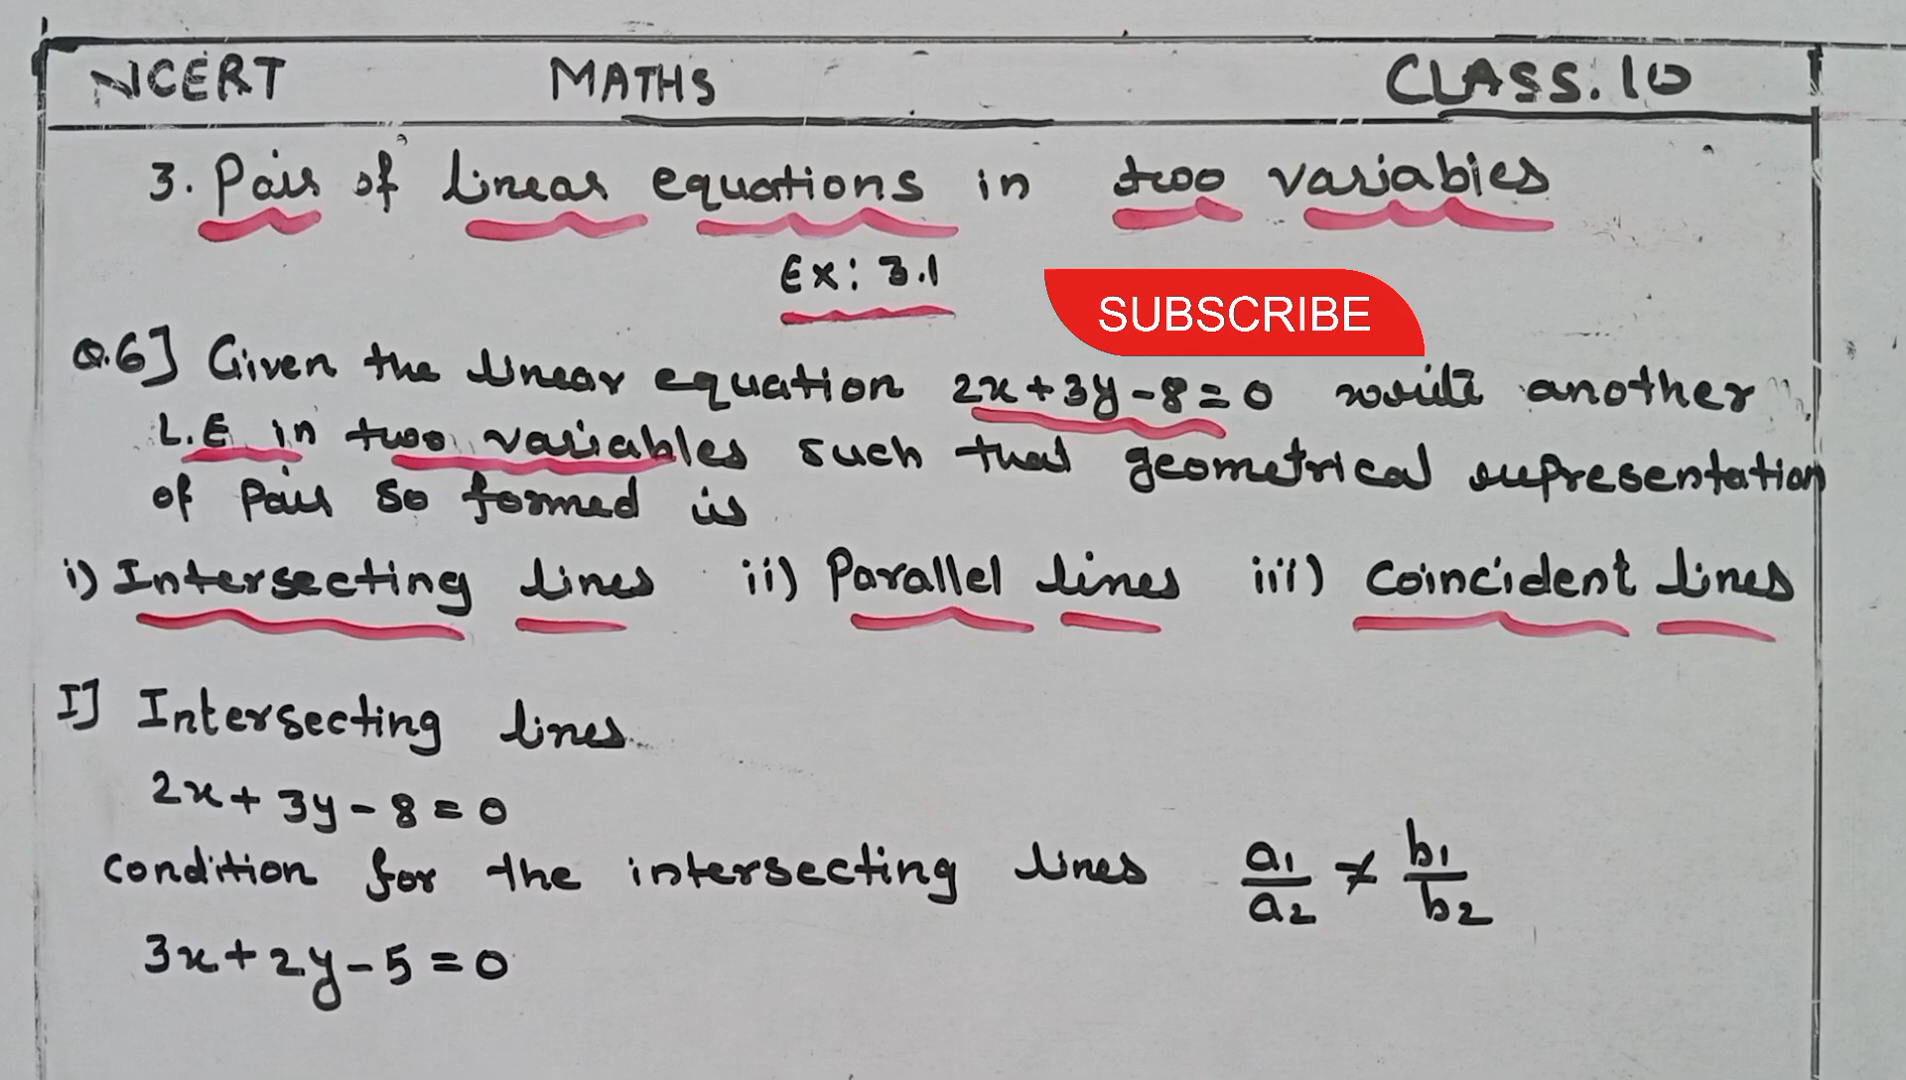 NCERT MATHS CLASS. 10
3. Pair of linear equations in two variables
Ex: 3.1
SUBSCRIBE
Q.6] Given the linear equation 2x+3y-8=0 write another
L.E in two variables such that geometrical representation
of pair so formed is
i) Intersecting lines ii) Parallel lines iii) Coincident lines
I] Intersecting lines
2x+3y-8=0
condition for the intersecting lines a₁/a₂ ≠ b₁/b₂
3x+2y-5=0